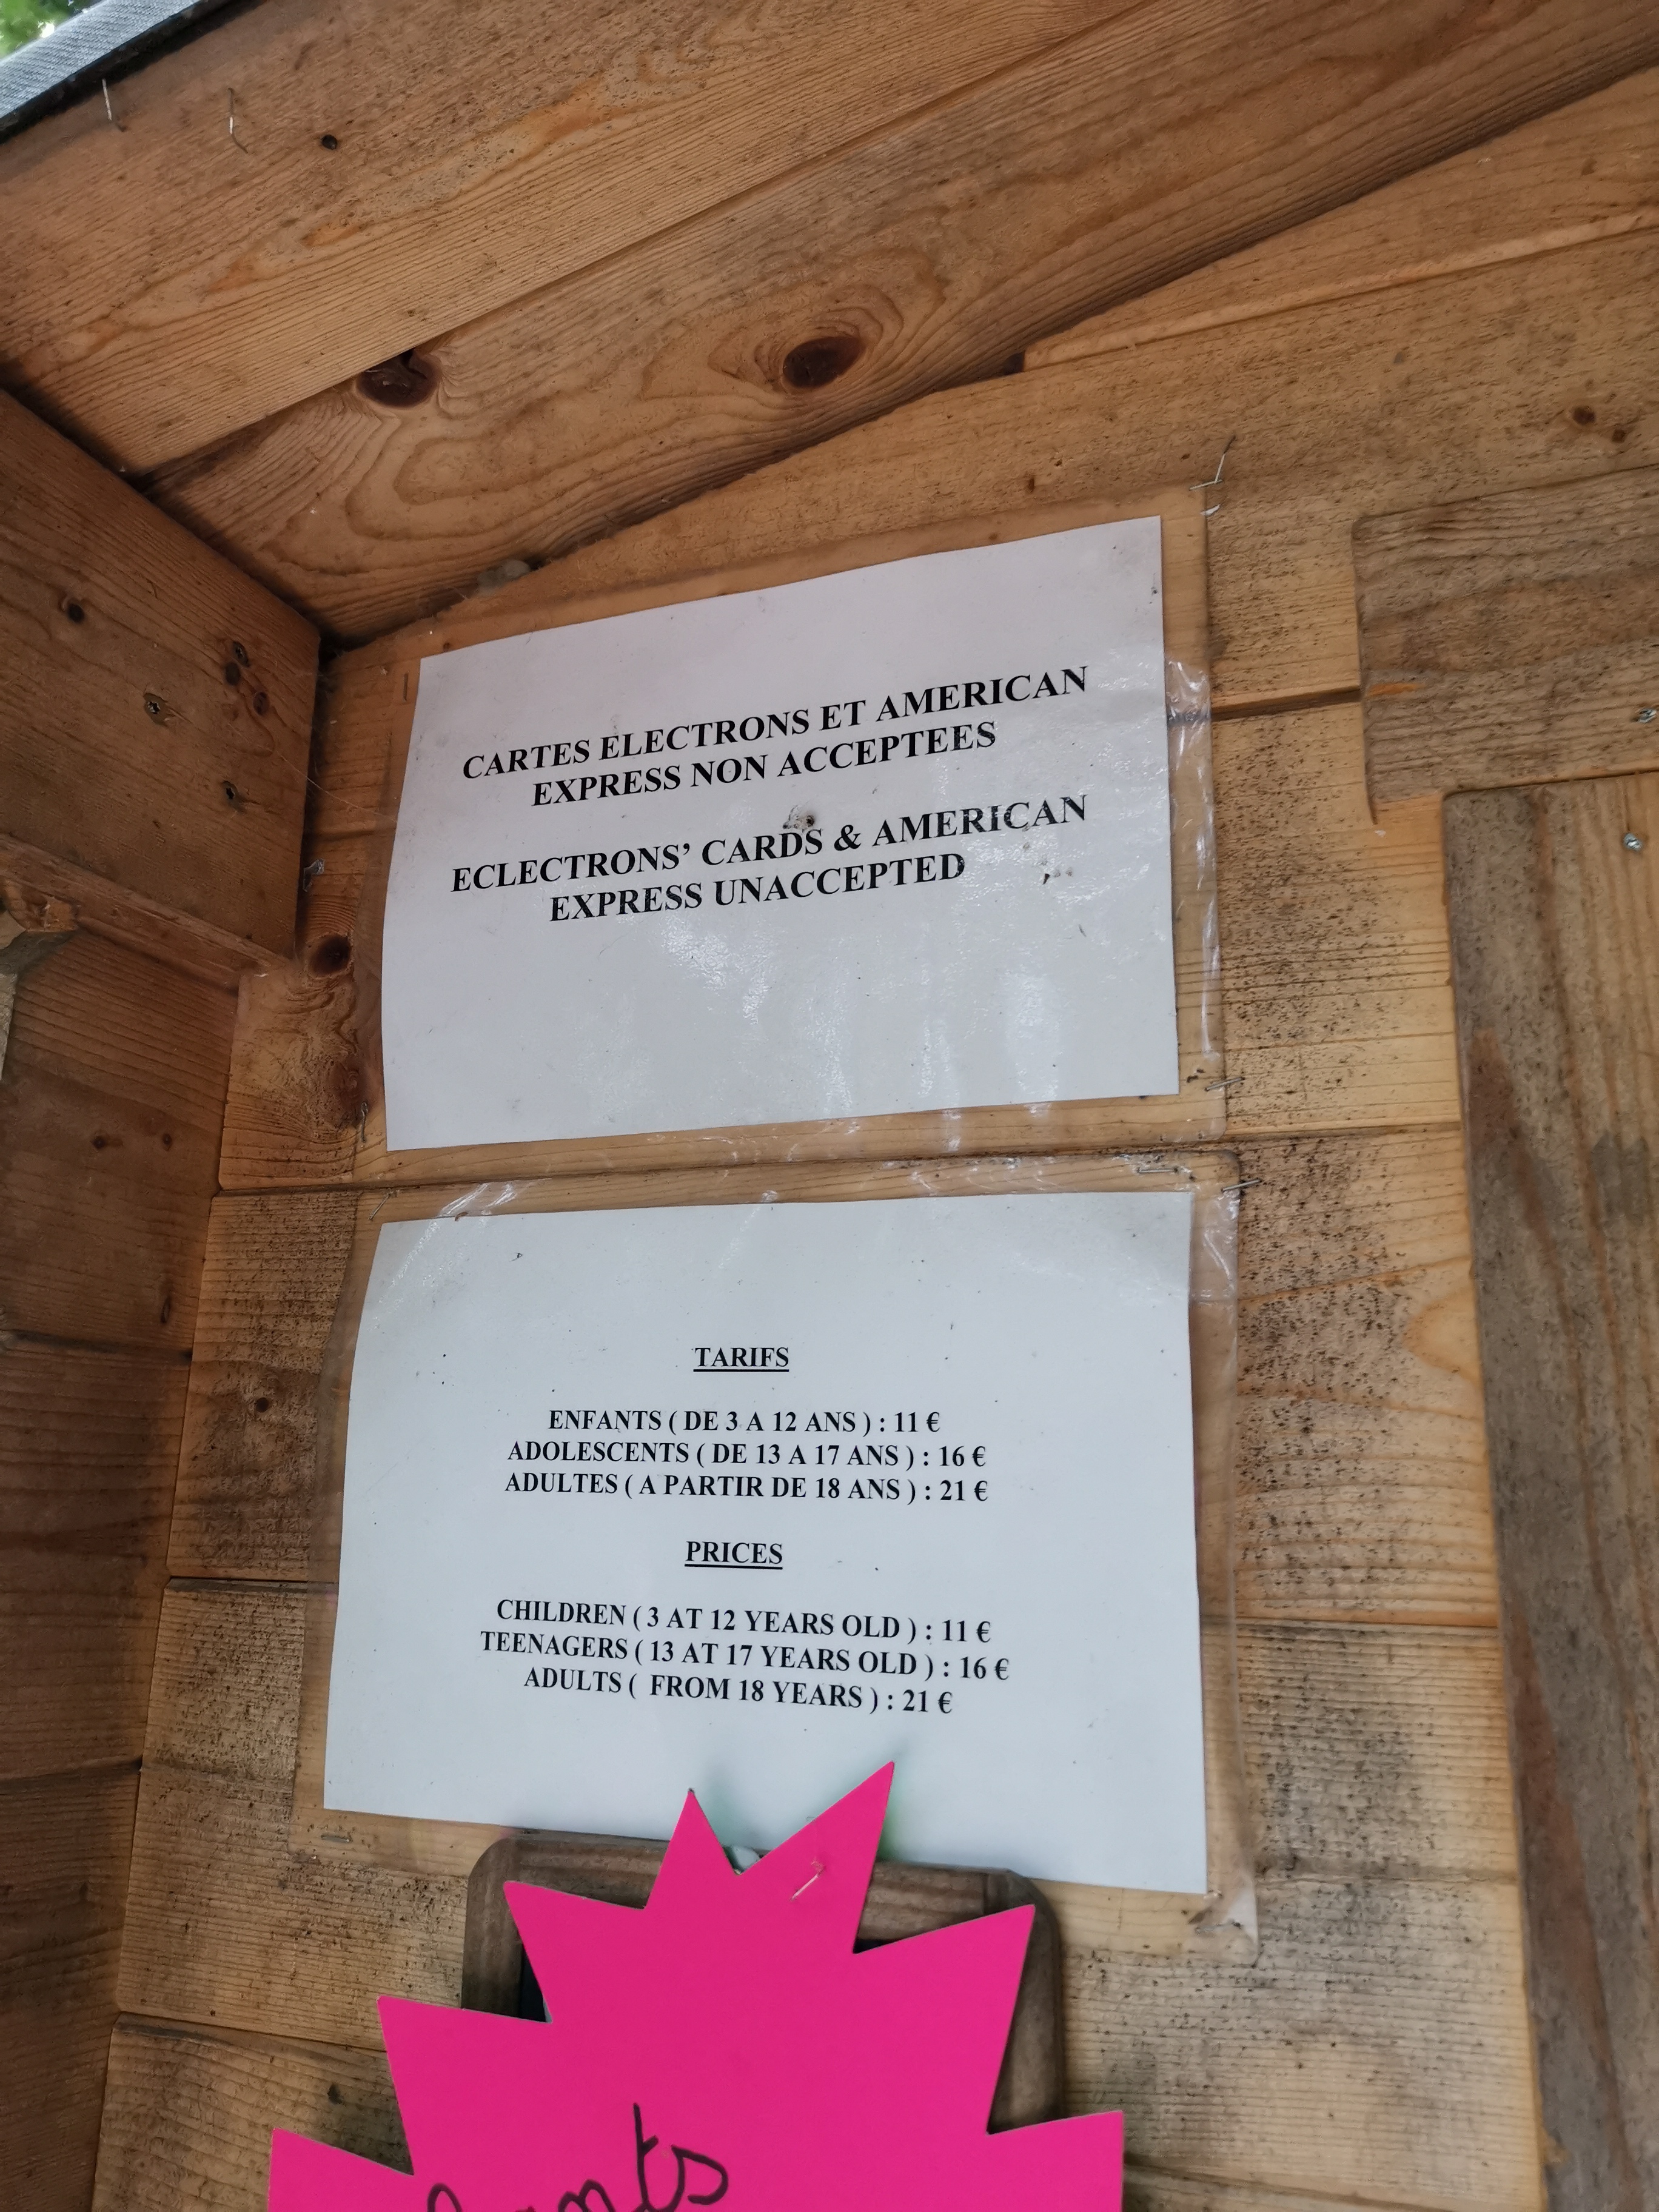 CARTES ELECTRONS ET AMERICAN
EXPRESS NON ACCEPTEES
ECLECTRONS' CARDS & AMERICAN
EXPRESS UNACCEPTED
TARIFS
ENFANTS ( DE 3 A 12 ANS ) : 11 €
ADOLESCENTS ( DE 13 A 17 ANS ) : 16 €
ADULTES ( A PARTIR DE 18 ANS ) : 21 €
PRICES
CHILDREN ( 3 AT 12 YEARS OLD ) : 11 €
TEENAGERS ( 13 AT 17 YEARS OLD ) : 16 €
ADULTS ( FROM 18 YEARS ) : 21 €